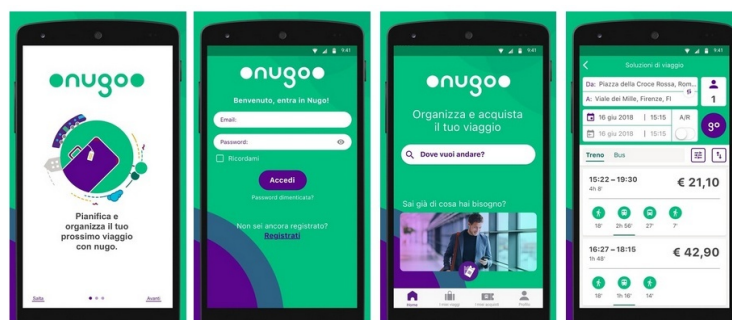 nugo
Pianifica e
organizza il tuo
prossimo viaggio
con nugo.
Salta
Avanti
9:41
nugo
Benvenuto, entra in Nugo!
Email:
Password:
Ricordami
Accedi
Password dimenticata?
Non sei ancora registrato?
Registrati
9:41
nugo
Organizza e acquista
il tuo viaggio
Dove vuoi andare?
Sai già di cosa hai bisogno?
Home
I miei viaggi
I miei acquisti
Profilo
9:41
Soluzioni di viaggio
Da: Piazza della Croce Rossa, Rom...
A: Viale dei Mille, Firenze, FI
1
16 giu 2018 | 15:15
A/R
16 giu 2018 | 15:15
go
Treno Bus
15:22 – 19:30
4h 8'
€ 21,10
18' 2h 56' 27' 7'
16:27 – 18:15
1h 48'
€ 42,90
18' 1h 16' 14'